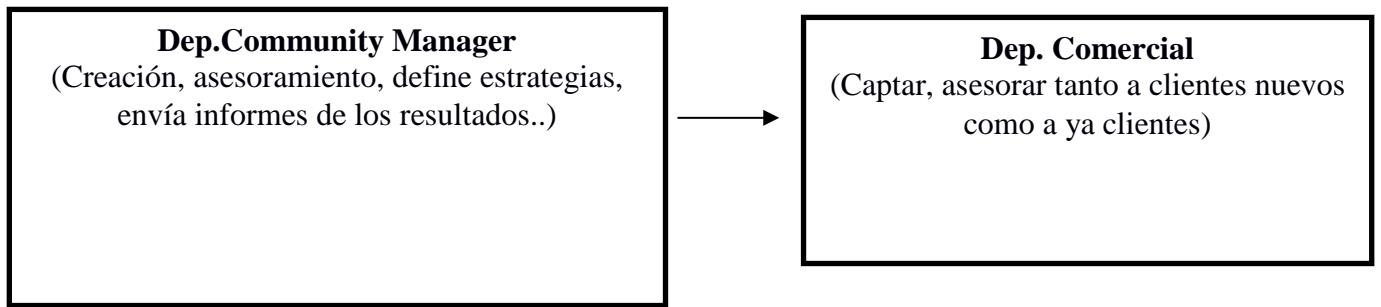 Dep.Community Manager
(Creación, asesoramiento, define estrategias,
envía informes de los resultados..)
Dep. Comercial
(Captar, asesorar tanto a clientes nuevos
como a ya clientes)